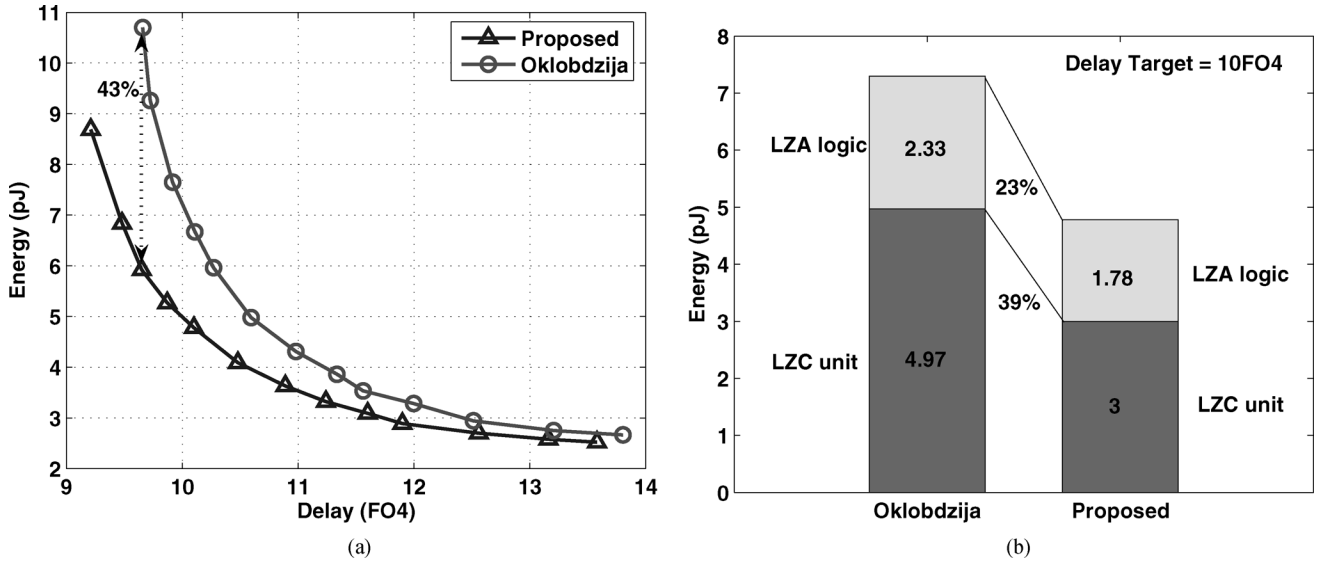 11
10
9
8
7
6
5
4
3
2
Energy (pJ)
43%
Proposed
Oklobdzija
9
10
11
12
13
14
Delay (FO4)
(a)
8
7
6
5
4
3
2
1
0
Energy (pJ)
Delay Target = 10FO4
LZA logic
2.33
23%
39%
LZC unit
4.97
1.78
LZA logic
3
LZC unit
Oklobdzija
Proposed
(b)